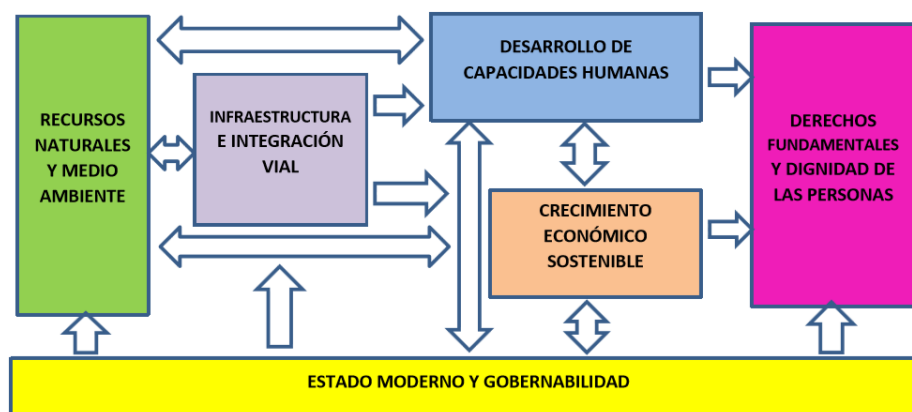 RECURSOS
NATURALES
Y MEDIO
AMBIENTE
INFRAESTRUCTURA
E INTEGRACIÓN
VIAL
DESARROLLO DE
CAPACIDADES HUMANAS
CRECIMIENTO
ECONÓMICO
SOSTENIBLE
DERECHOS
FUNDAMENTALES
Y DIGNIDAD DE
LAS PERSONAS
ESTADO MODERNO Y GOBERNABILIDAD